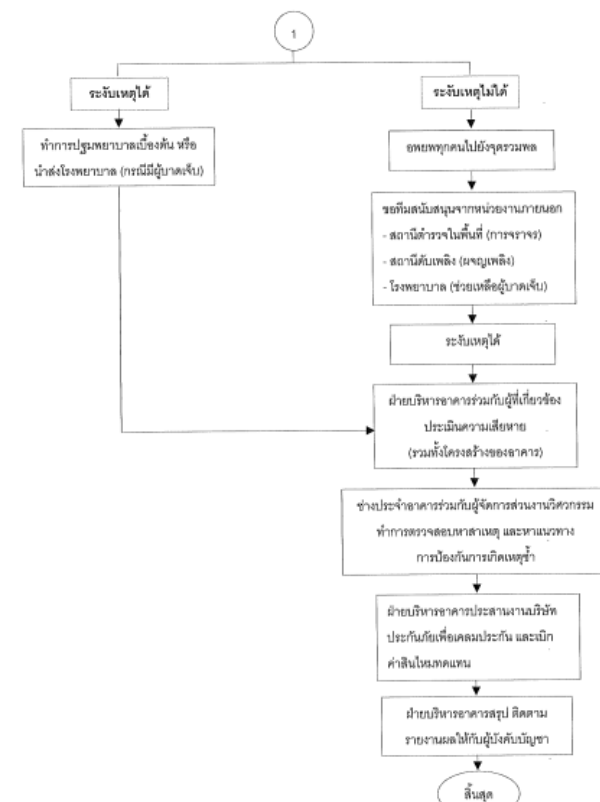 1
ระงับเหตุได้
ระงับเหตุไม่ได้
ทำการปฐมพยาบาลเบื้องต้น หรือ
นำส่งโรงพยาบาล (กรณีมีผู้บาดเจ็บ)
อพยพทุกคนไปยังจุดรวมพล
ขอทีมสนับสนุนจากหน่วยงานภายนอก
- สถานีตำรวจในพื้นที่ (การจราจร)
- สถานีดับเพลิง (ผจญเพลิง)
- โรงพยาบาล (ช่วยเหลือผู้บาดเจ็บ)
ระงับเหตุได้
ฝ่ายบริหารอาคารร่วมกับผู้ที่เกี่ยวข้อง
ประเมินความเสียหาย
(รวมทั้งโครงสร้างของอาคาร)
ช่างประจำอาคารร่วมกับผู้จัดการส่วนงานวิศวกรรม
ทำการตรวจสอบหาสาเหตุ และหาแนวทาง
การป้องกันการเกิดเหตุซ้ำ
ฝ่ายบริหารอาคารประสานงานบริษัท
ประกันภัยเพื่อเคลมประกัน และเบิก
ค่าสินไหมทดแทน
ฝ่ายบริหารอาคารสรุป ติดตาม
รายงานผลให้กับผู้บังคับบัญชา
สิ้นสุด